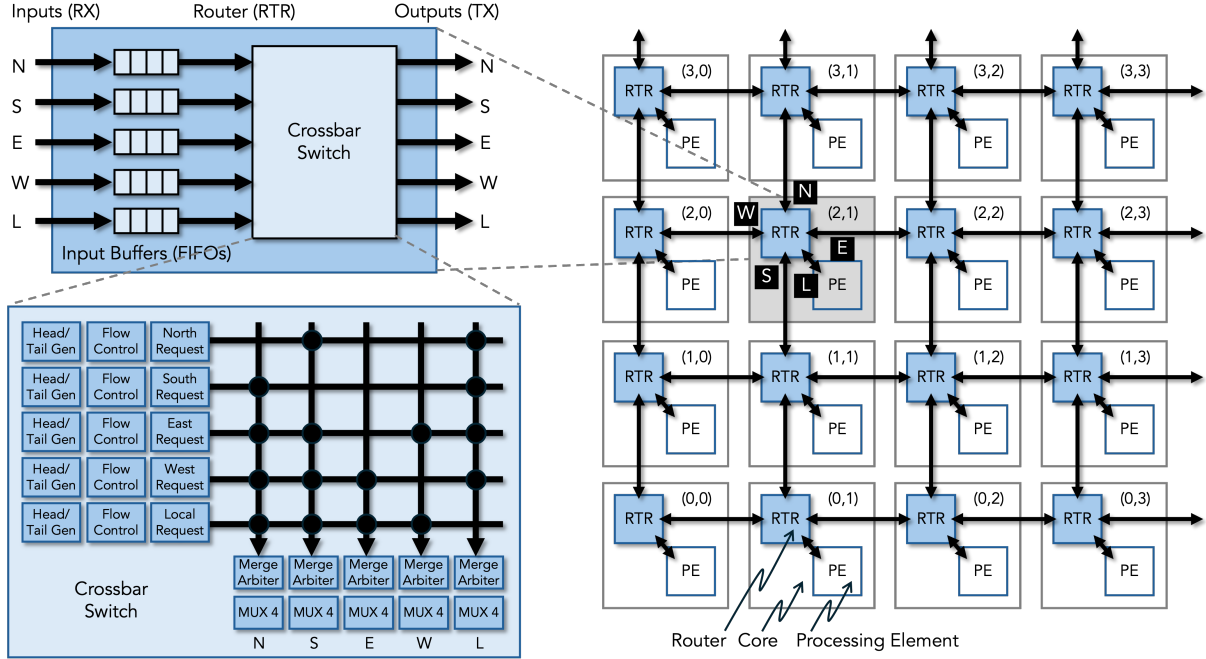 Inputs (RX)
Router (RTR)
Outputs (TX)
N
N
S
S
E
E
W
W
L
L
Crossbar
Switch
Input Buffers (FIFOs)
Head/
Tail Gen
Flow
Control
North
Request
Head/
Tail Gen
Flow
Control
South
Request
Head/
Tail Gen
Flow
Control
East
Request
Head/
Tail Gen
Flow
Control
West
Request
Head/
Tail Gen
Flow
Control
Local
Request
Crossbar
Switch
Merge
Arbiter
Merge
Arbiter
Merge
Arbiter
Merge
Arbiter
Merge
Arbiter
MUX 4
MUX 4
MUX 4
MUX 4
MUX 4
N
S
E
W
L
RTR
(3,0)
PE
RTR
(3,1)
PE
RTR
(3,2)
PE
RTR
(3,3)
PE
RTR
(2,0)
PE
N
W
RTR
(2,1)
E
S
L
PE
RTR
(2,2)
PE
RTR
(2,3)
PE
RTR
(1,0)
PE
RTR
(1,1)
PE
RTR
(1,2)
PE
RTR
(1,3)
PE
RTR
(0,0)
PE
RTR
(0,1)
PE
RTR
(0,2)
PE
RTR
(0,3)
PE
Router
Core
Processing Element